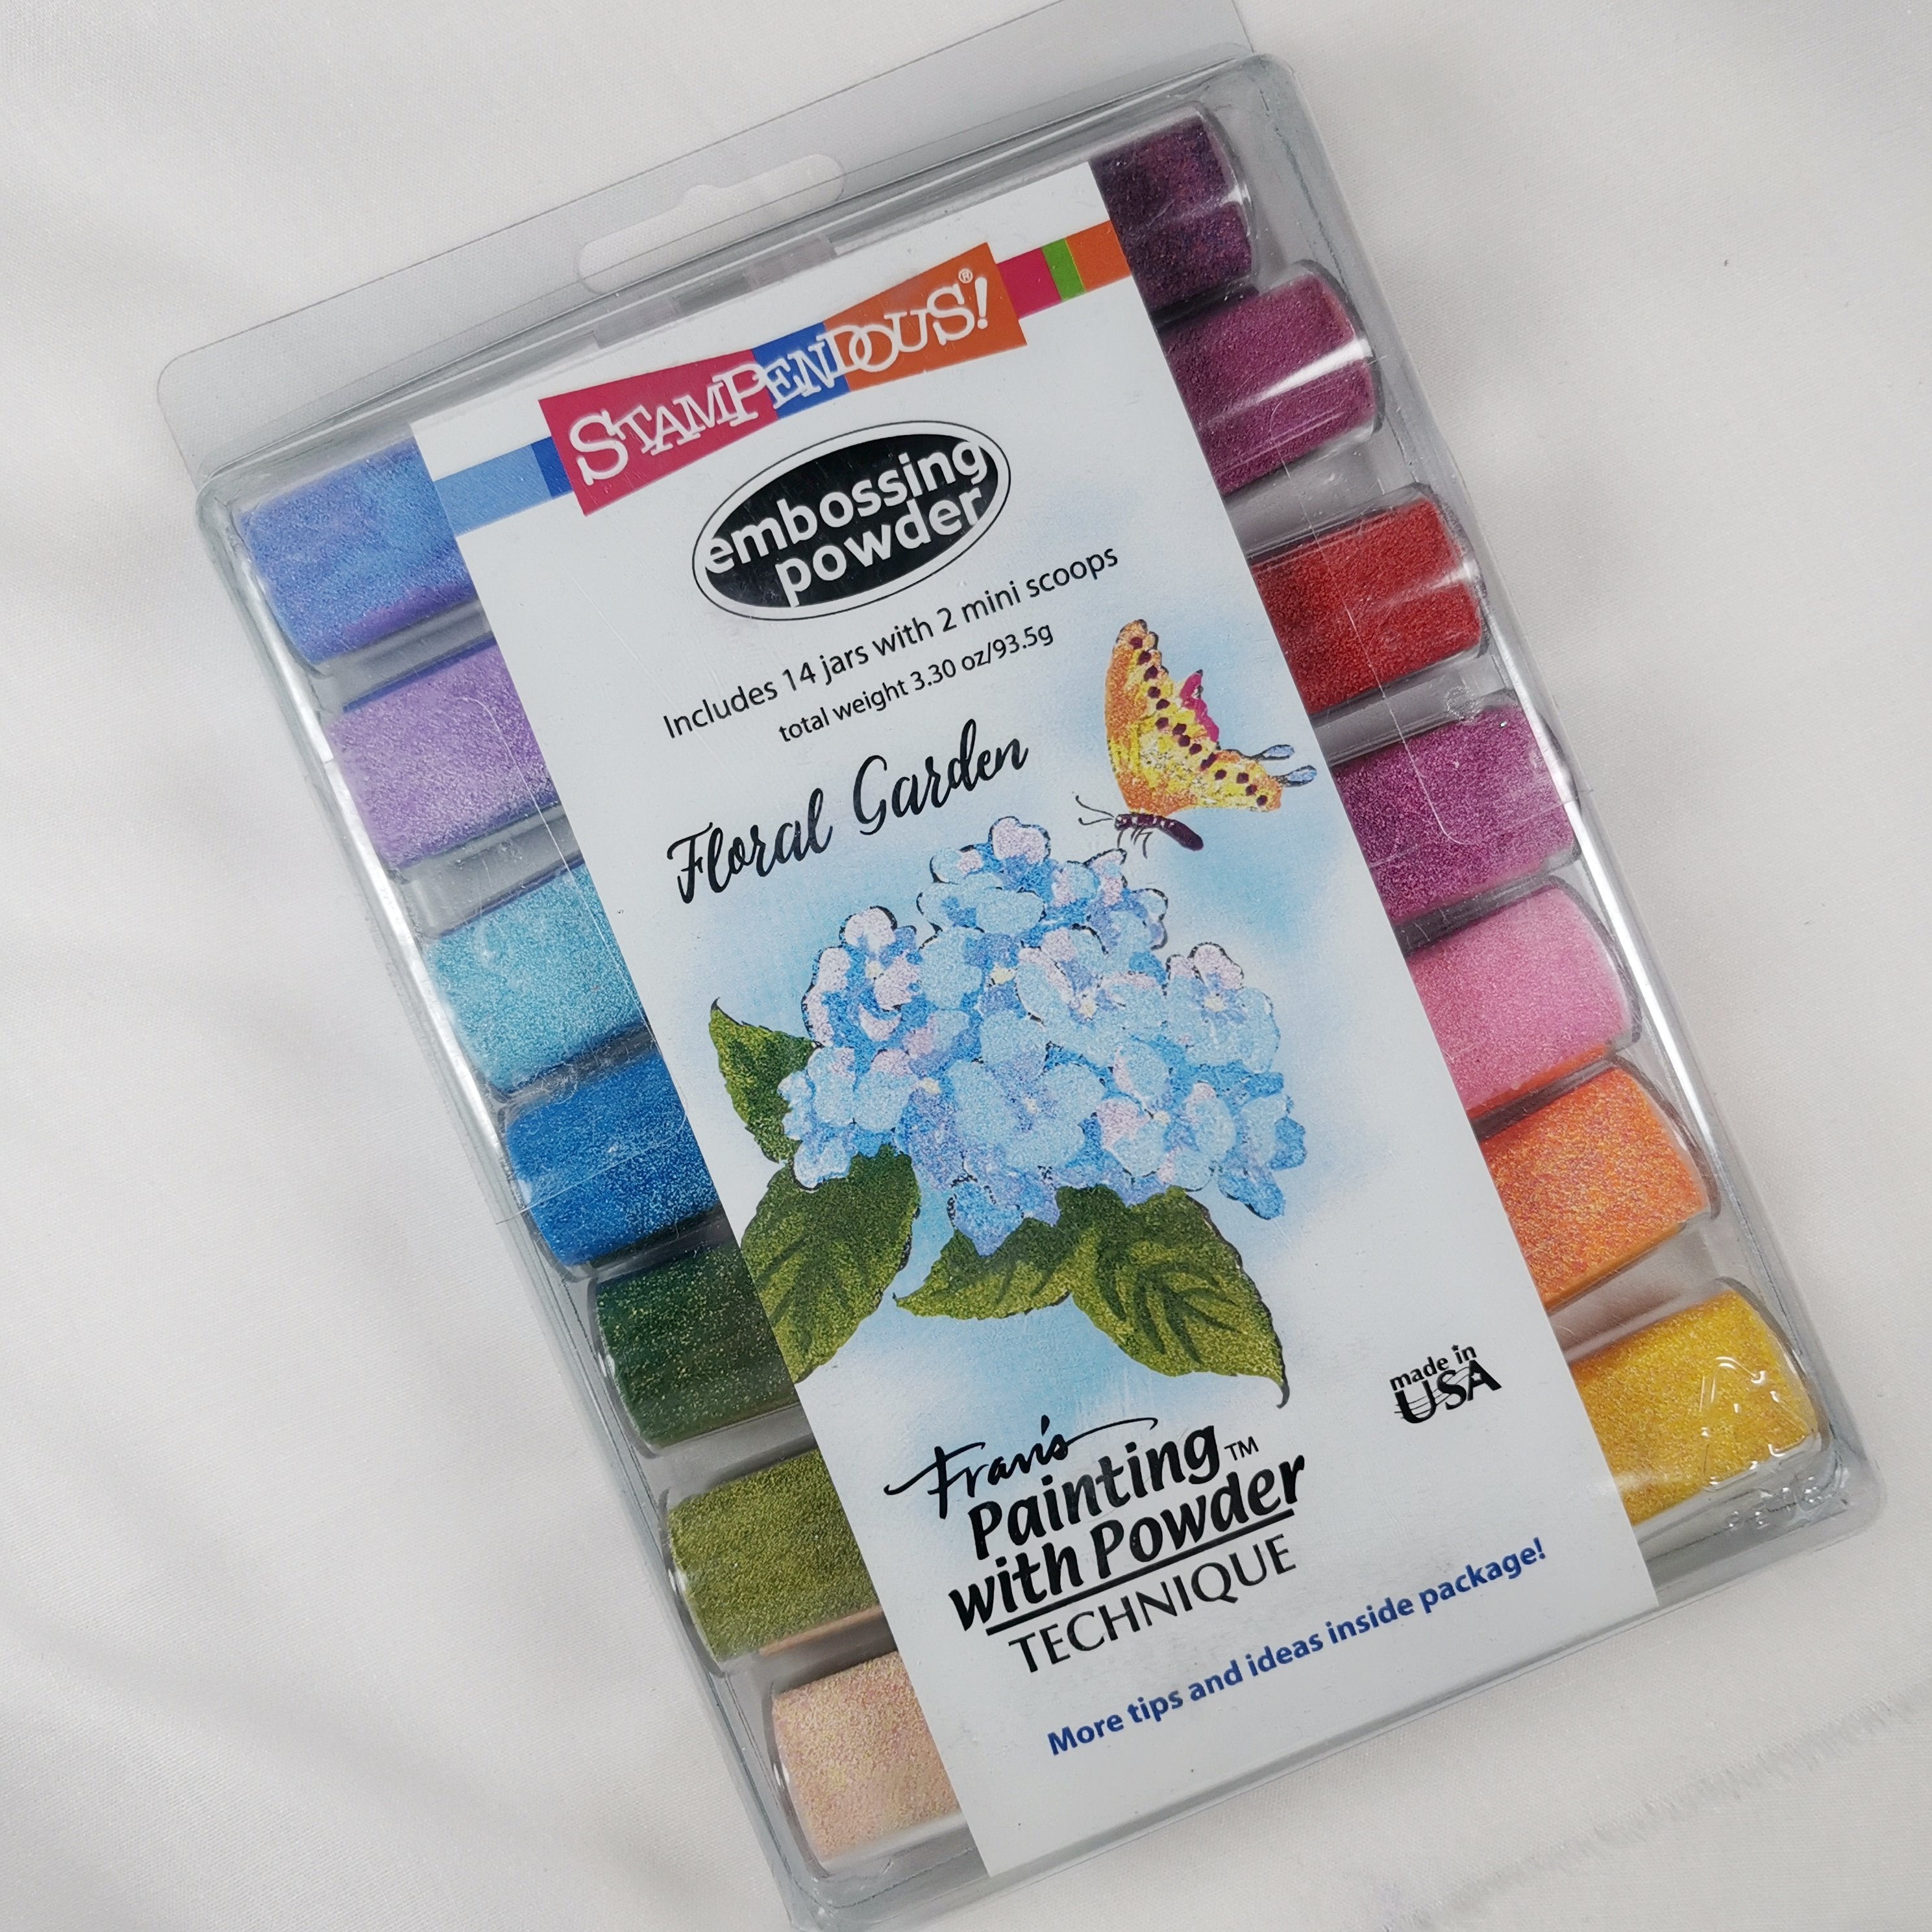 STAMPENDOUS!®
embossing
powder
Includes 14 jars with 2 mini scoops
total weight 3.30 oz/93.5g
Floral Garden
made in
USA
Fran's
Painting™
with Powder
TECHNIQUE
More tips and ideas inside package!